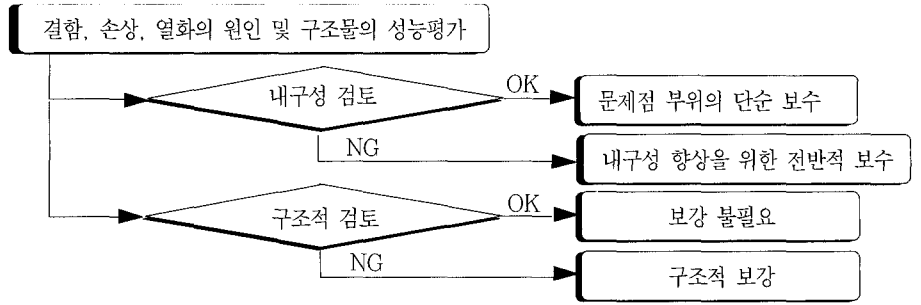 결함, 손상, 열화의 원인 및 구조물의 성능평가
내구성 검토
OK
문제점 부위의 단순 보수
NG
내구성 향상을 위한 전반적 보수
구조적 검토
OK
보강 불필요
NG
구조적 보강